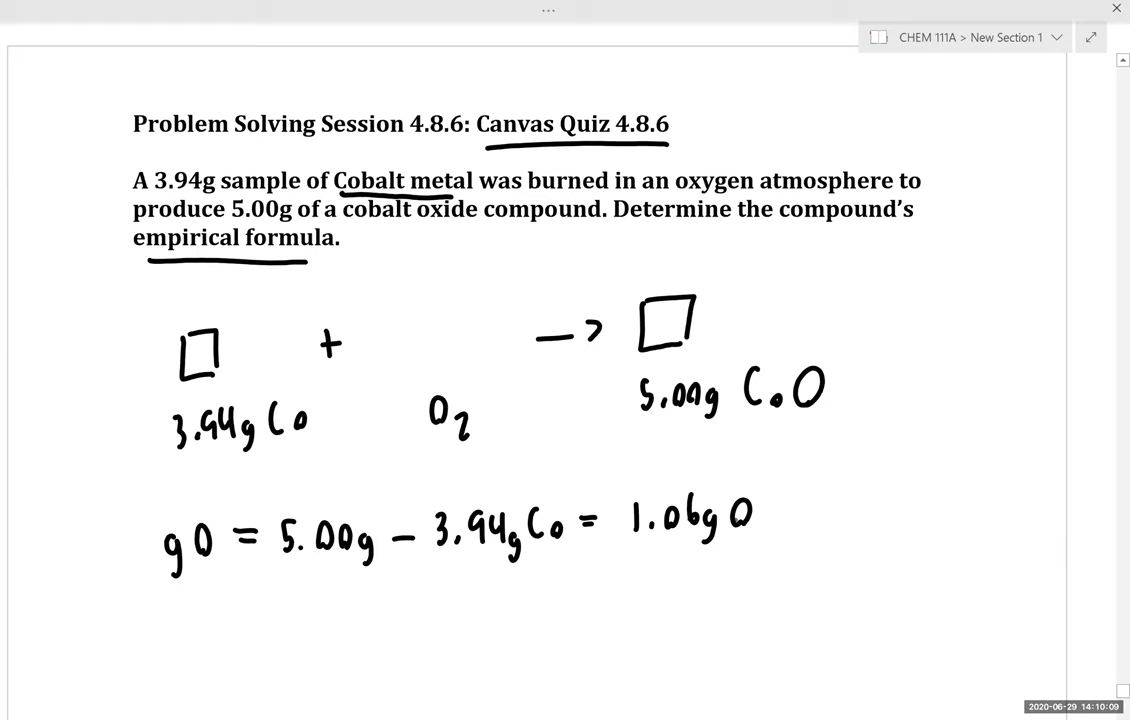 ...
CHEM 111A > New Section 1
Problem Solving Session 4.8.6: Canvas Quiz 4.8.6
A 3.94g sample of Cobalt metal was burned in an oxygen atmosphere to
produce 5.00g of a cobalt oxide compound. Determine the compound’s
empirical formula.
+ —>
3.94g Co O2 5.00g CoO
g O = 5.00g − 3.94g Co = 1.06g O
2020-06-29 14:10:09